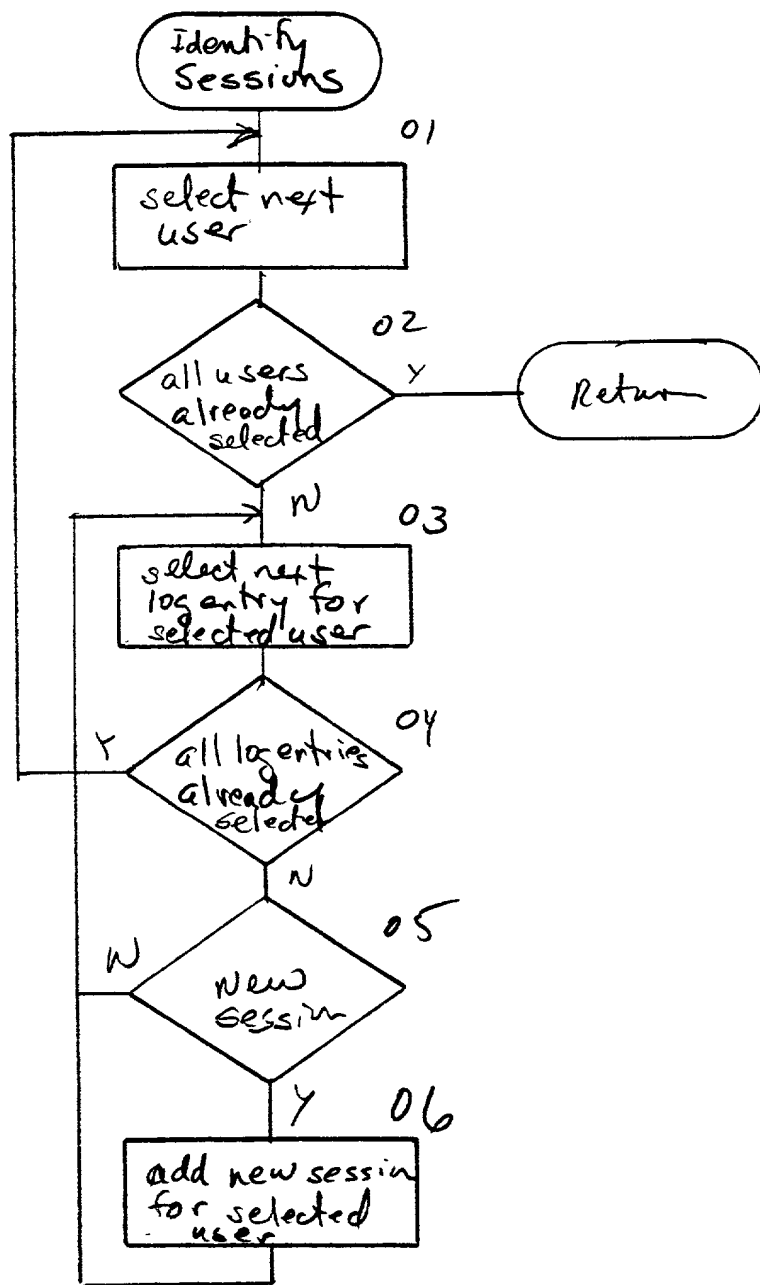 Identify
Sessions
01
select next
user
02
all users
already
selected
Y
Return
N
03
select next
log entry for
selected user
04
Y
all log entries
already
selected
N
05
N
New
session
Y
06
add new sessin
for selected
user